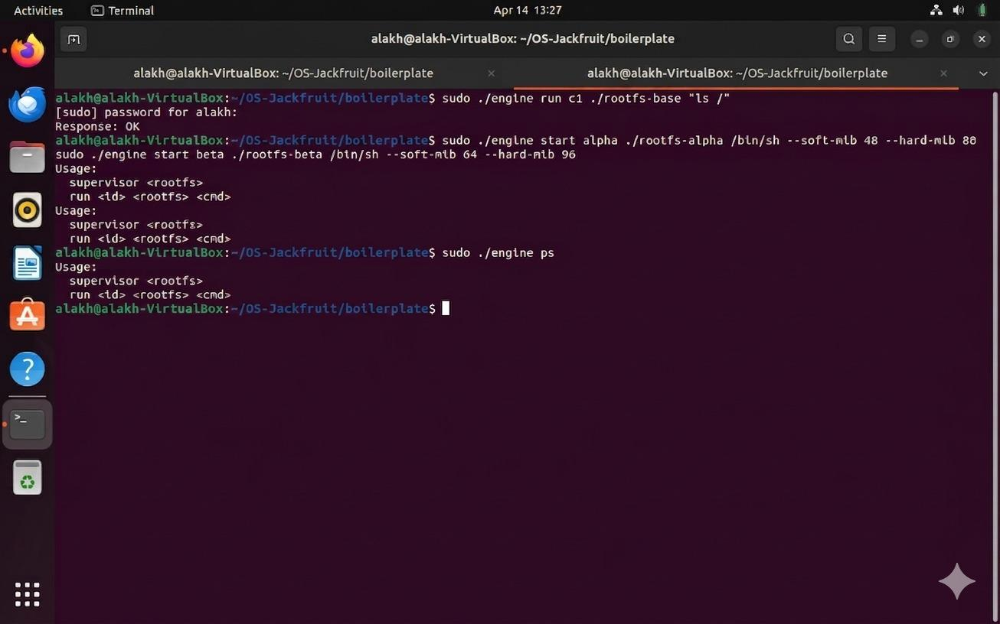 Activities
Terminal
Apr 14 13:27
alakh@alakh-VirtualBox: ~/OS-Jackfruit/boilerplate
alakh@alakh-VirtualBox: ~/OS-Jackfruit/boilerplate
alakh@alakh-VirtualBox: ~/OS-Jackfruit/boilerplate
alakh@alakh-VirtualBox:~/OS-Jackfruit/boilerplate$ sudo ./engine run c1 ./rootfs-base "ls /"
[sudo] password for alakh:
Response: OK
alakh@alakh-VirtualBox:~/OS-Jackfruit/boilerplate$ sudo ./engine start alpha ./rootfs-alpha /bin/sh --soft-mib 48 --hard-mib 80
sudo ./engine start beta ./rootfs-beta /bin/sh --soft-mib 64 --hard-mib 96
Usage:
supervisor <rootfs>
run <id> <rootfs> <cmd>
Usage:
supervisor <rootfs>
run <id> <rootfs> <cmd>
alakh@alakh-VirtualBox:~/OS-Jackfruit/boilerplate$ sudo ./engine ps
Usage:
supervisor <rootfs>
run <id> <rootfs> <cmd>
alakh@alakh-VirtualBox:~/OS-Jackfruit/boilerplate$